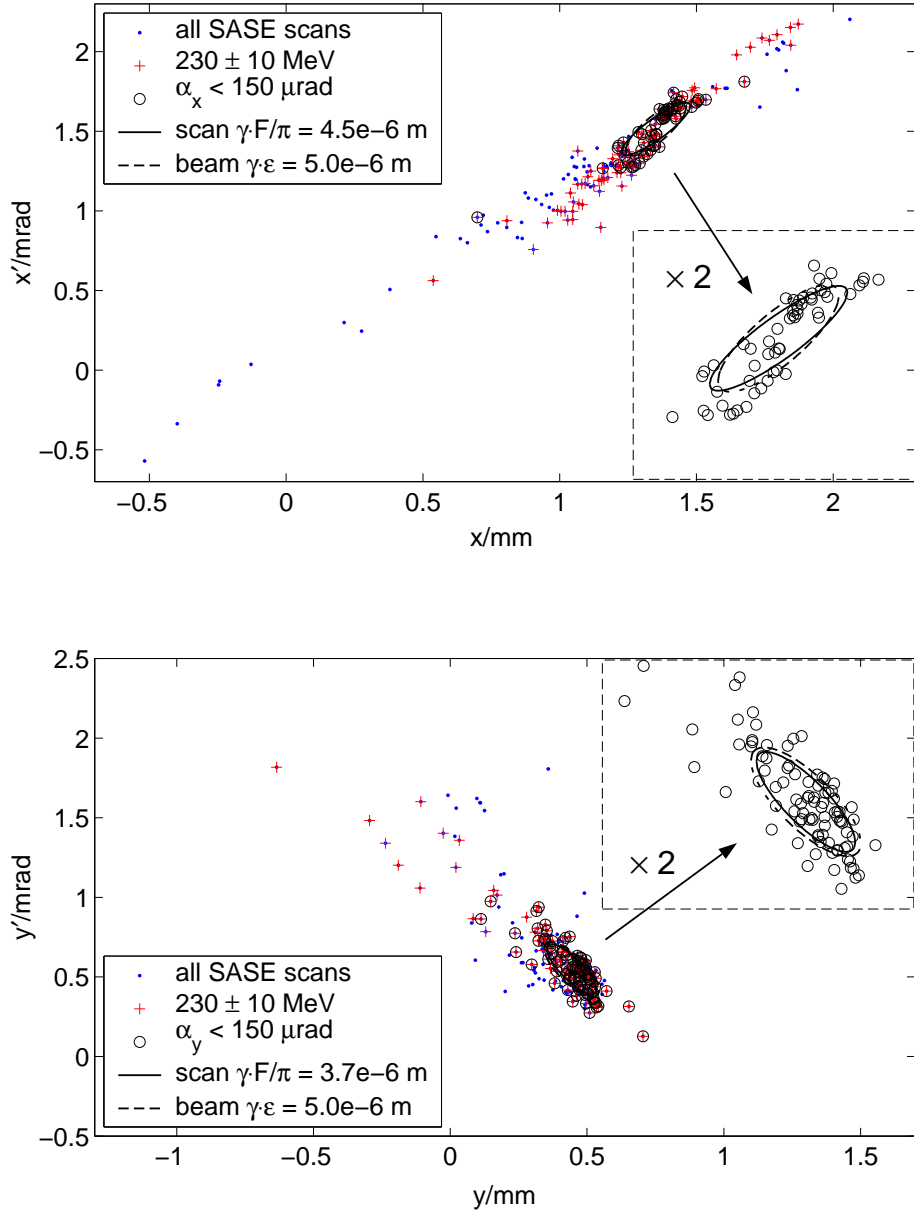 2
1.5
1
0.5
0
−0.5
x′/mrad
all SASE scans
230 ± 10 MeV
α_x < 150 μrad
scan γ·F/π = 4.5e−6 m
beam γ·ε = 5.0e−6 m
× 2
−0.5 0 0.5 1 1.5 2
x/mm
2.5
2
1.5
1
0.5
0
−0.5
y′/mrad
× 2
all SASE scans
230 ± 10 MeV
α_y < 150 μrad
scan γ·F/π = 3.7e−6 m
beam γ·ε = 5.0e−6 m
−1 −0.5 0 0.5 1 1.5
y/mm